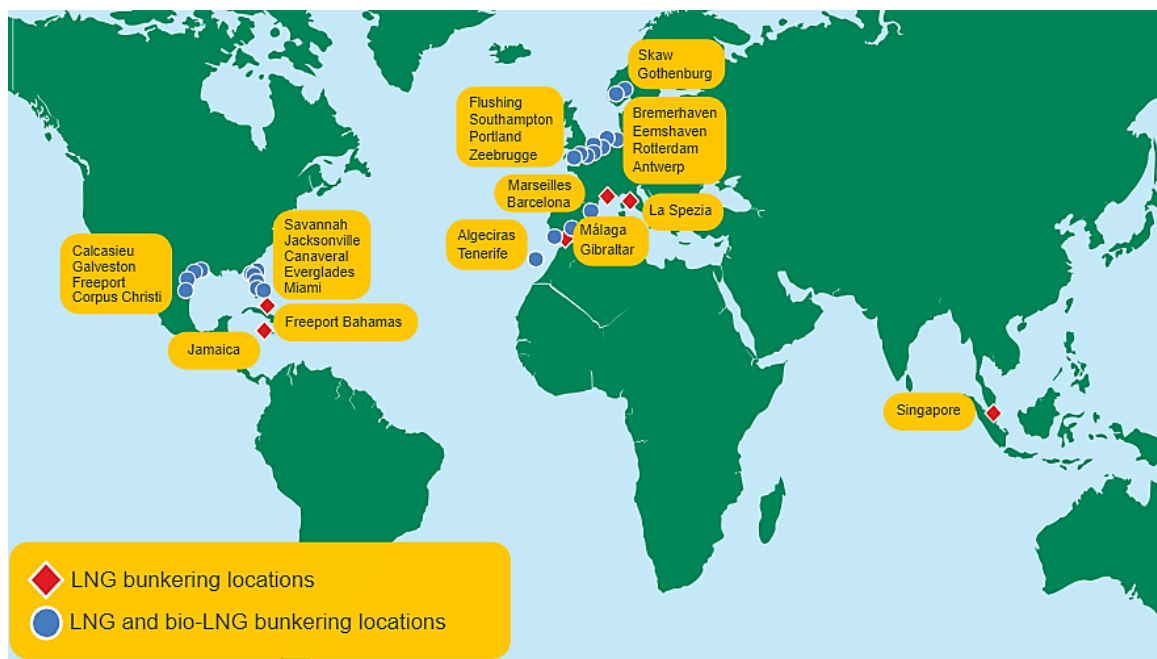 Skaw
Gothenburg
Flushing
Southampton
Portland
Zeebrugge
Bremerhaven
Eemshaven
Rotterdam
Antwerp
Marseilles
Barcelona
La Spezia
Algeciras
Tenerife
Málaga
Gibraltar
Savannah
Jacksonville
Canaveral
Everglades
Miami
Calcasieu
Galveston
Freeport
Corpus Christi
Freeport Bahamas
Jamaica
Singapore
LNG bunkering locations
LNG and bio-LNG bunkering locations